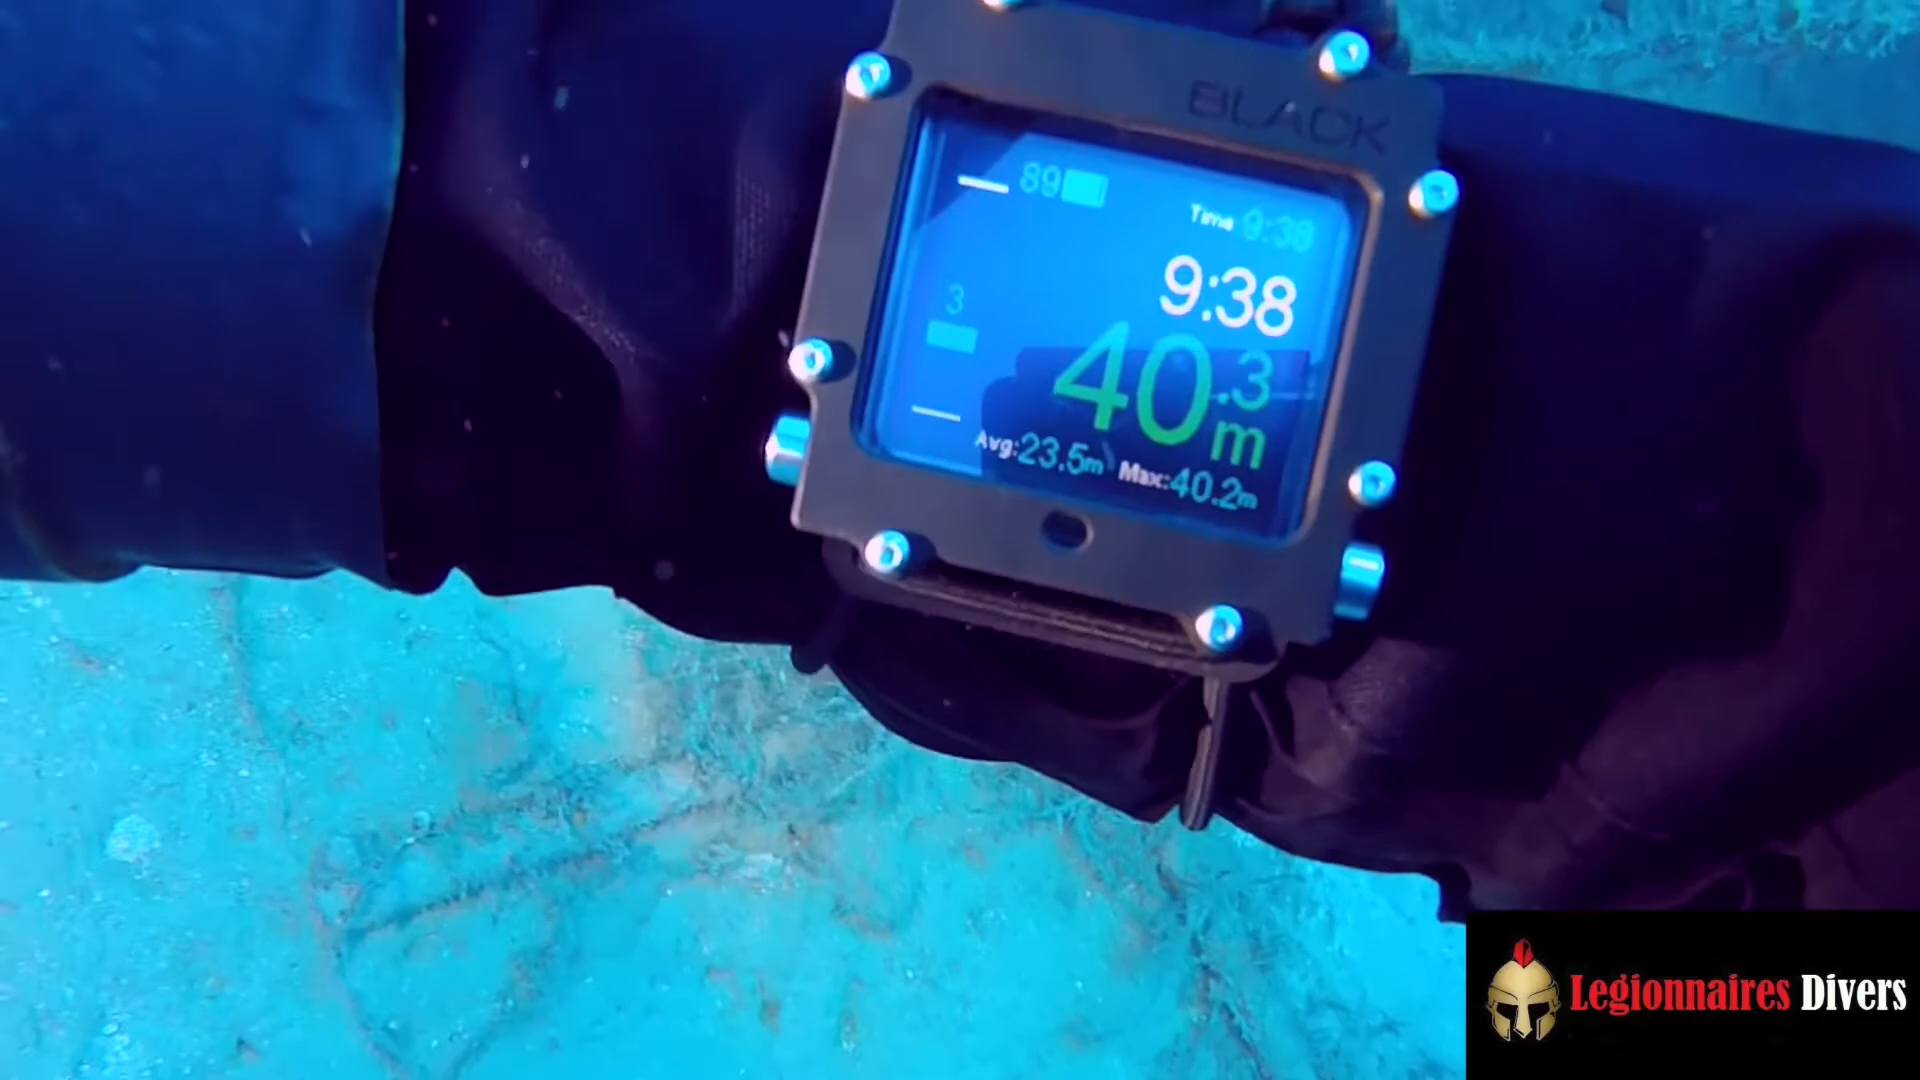 BLACK
89
Time 9:38
9:38
3
40.3
m
Avg:23.5m Max:40.2m
Legionnaires Divers